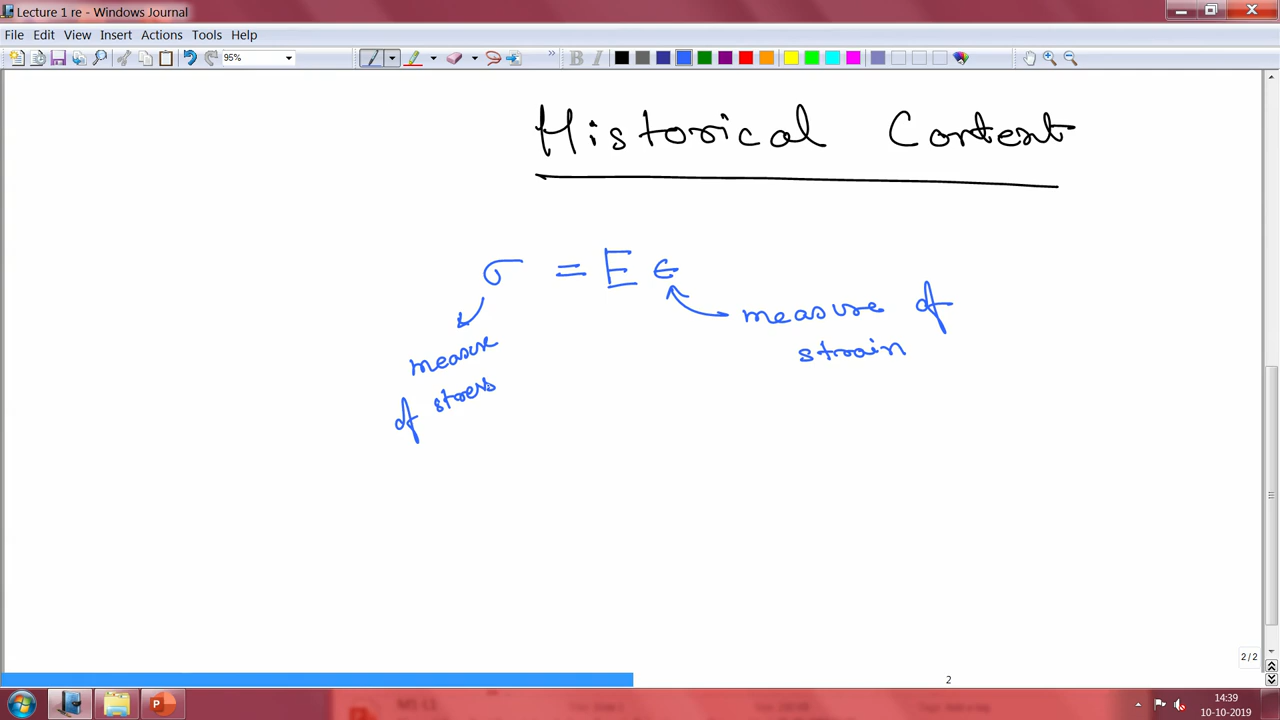 Lecture 1 re - Windows Journal
File Edit View Insert Actions Tools Help
95%
Historical Content
σ = E ϵ
measure of
strain
measure
of stress
2/2
2
14:39
10-10-2019